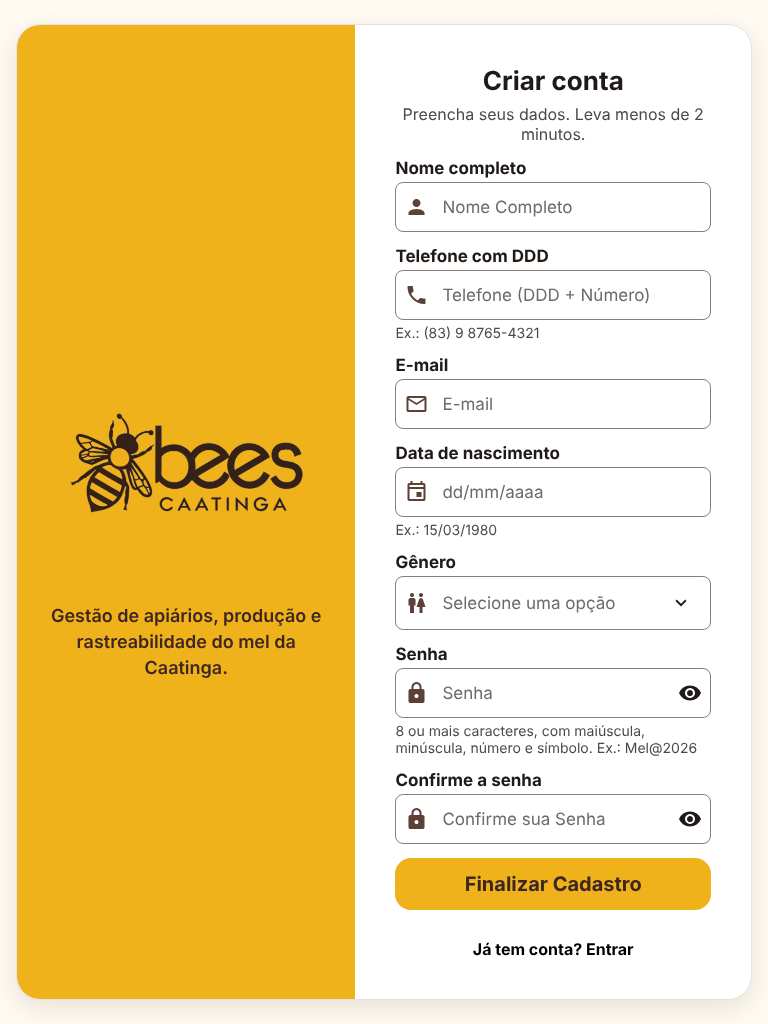 bees
CAATINGA
Gestão de apiários, produção e
rastreabilidade do mel da
Caatinga.
Criar conta
Preencha seus dados. Leva menos de 2
minutos.
Nome completo
Nome Completo
Telefone com DDD
Telefone (DDD + Número)
Ex.: (83) 9 8765-4321
E-mail
E-mail
Data de nascimento
dd/mm/aaaa
Ex.: 15/03/1980
Gênero
Selecione uma opção
Senha
Senha
8 ou mais caracteres, com maiúscula,
minúscula, número e símbolo. Ex.: Mel@2026
Confirme a senha
Confirme sua Senha
Finalizar Cadastro
Já tem conta? Entrar